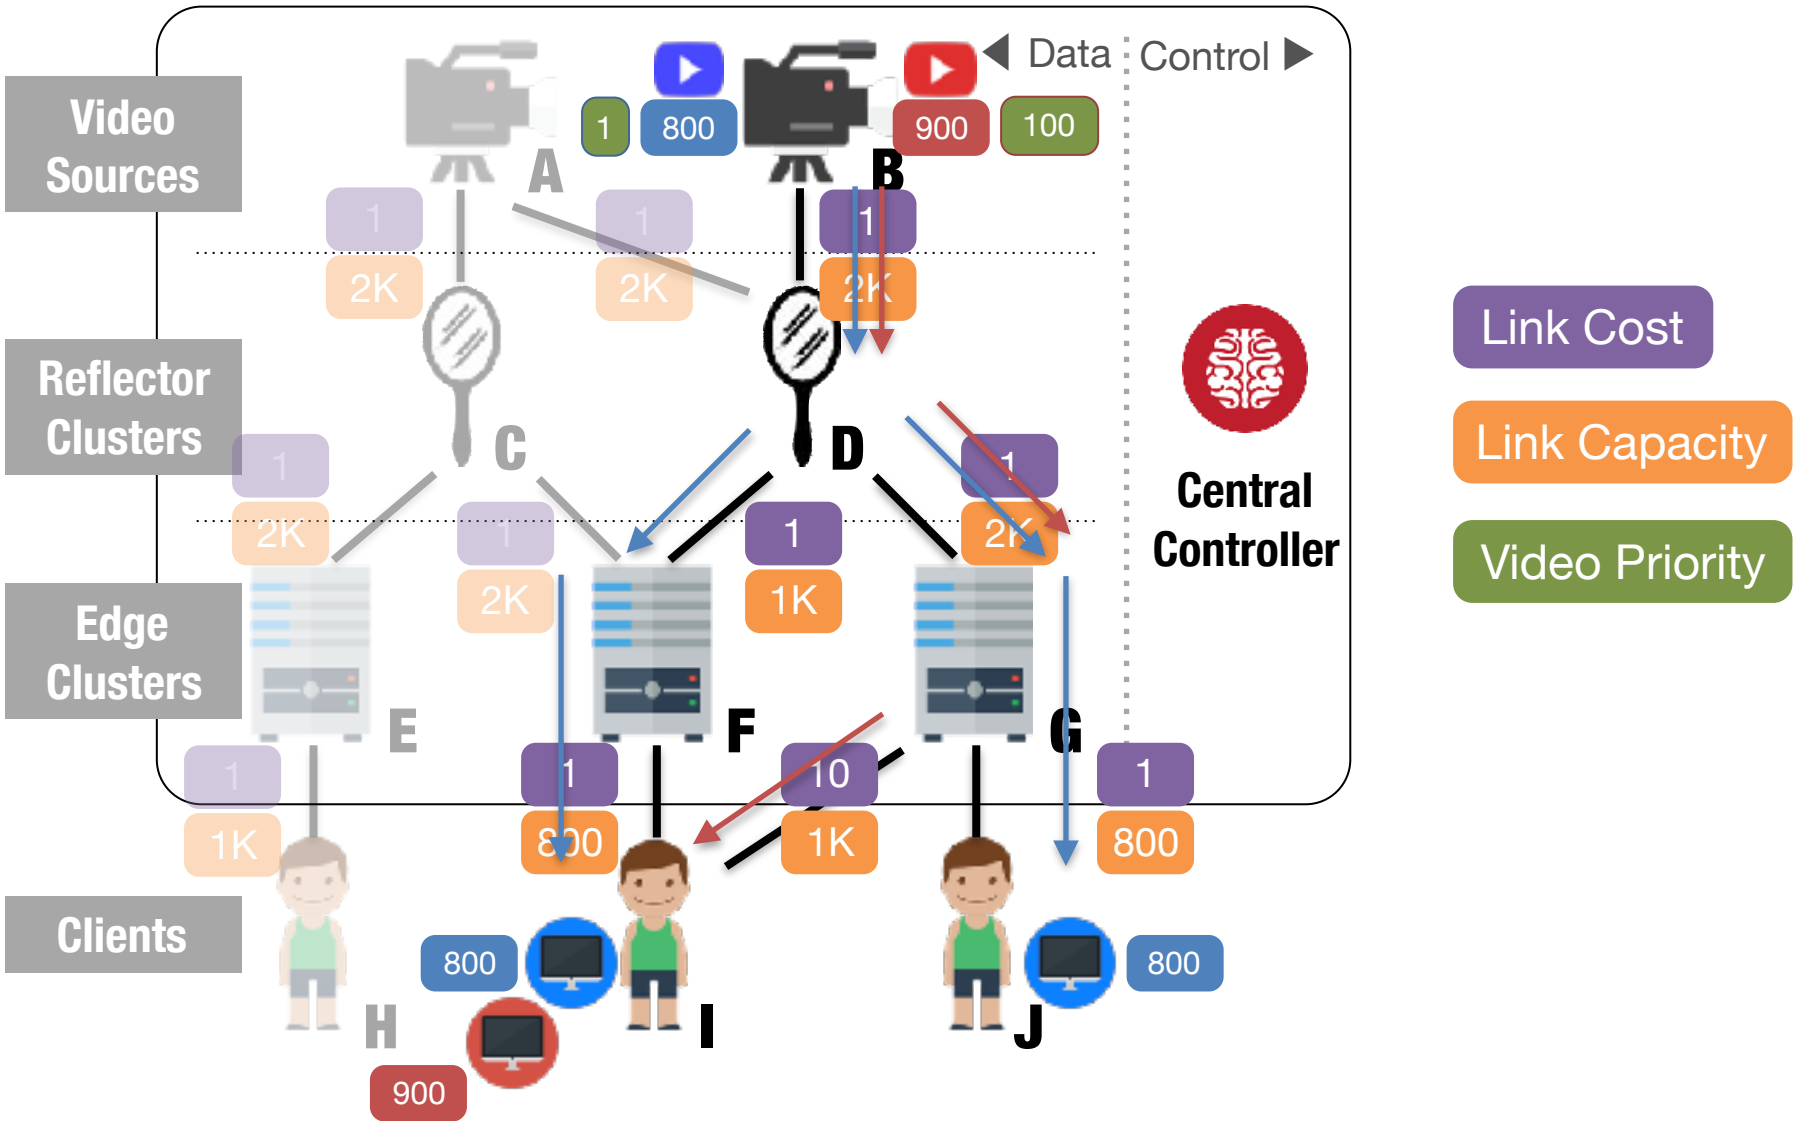 Data
Control
Video
Sources
1
800
900
100
A
B
1
1
1
2K
2K
2K
Link Cost
Reflector
Clusters
C
D
Link Capacity
1
1
Central
Controller
1
1
2K
2K
Video Priority
2K
1K
Edge
Clusters
E
F
G
1
1
10
1
1K
800
1K
800
Clients
800
800
H
I
J
900